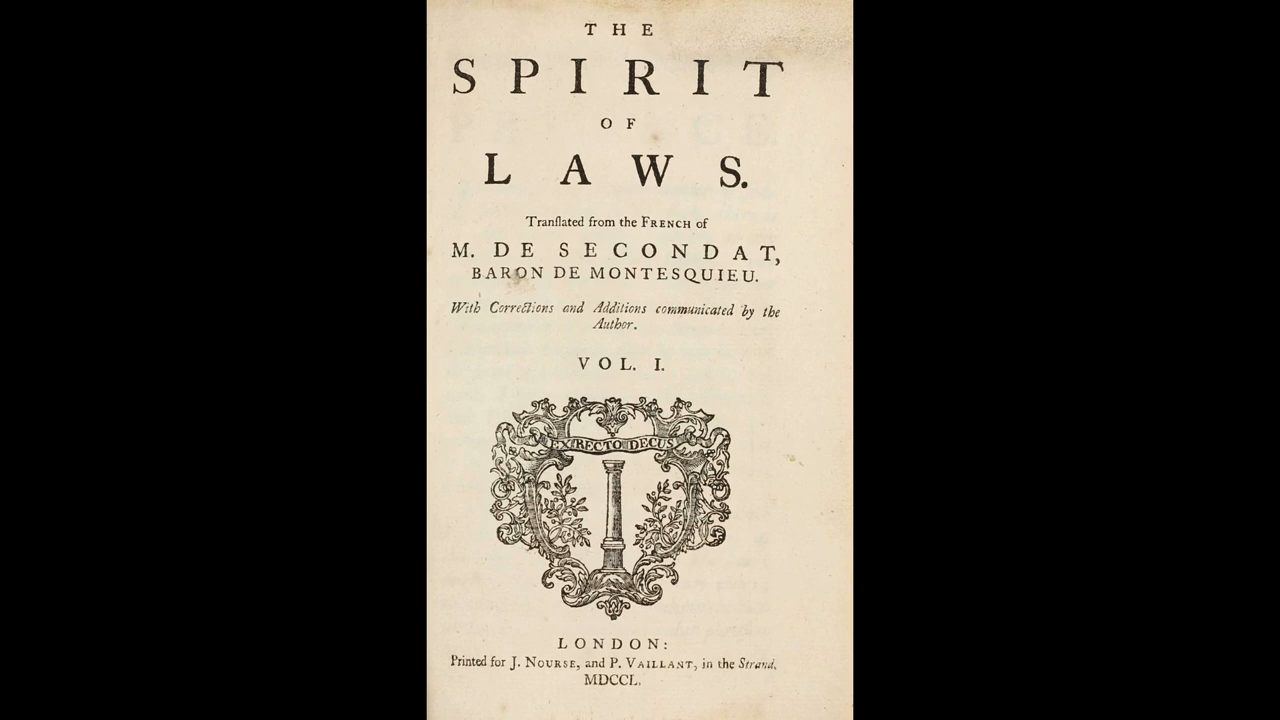 THE
SPIRIT
OF
LAWS.
Tranſlated from the FRENCH of
M. DE SECONDAT,
BARON DE MONTESQUIEU.
With Corrections and Additions communicated by the
Author.
VOL. I.
EX RECTO DECUS
LONDON:
Printed for J. NOURSE, and P. VAILLANT, in the Strand.
MDCCL.